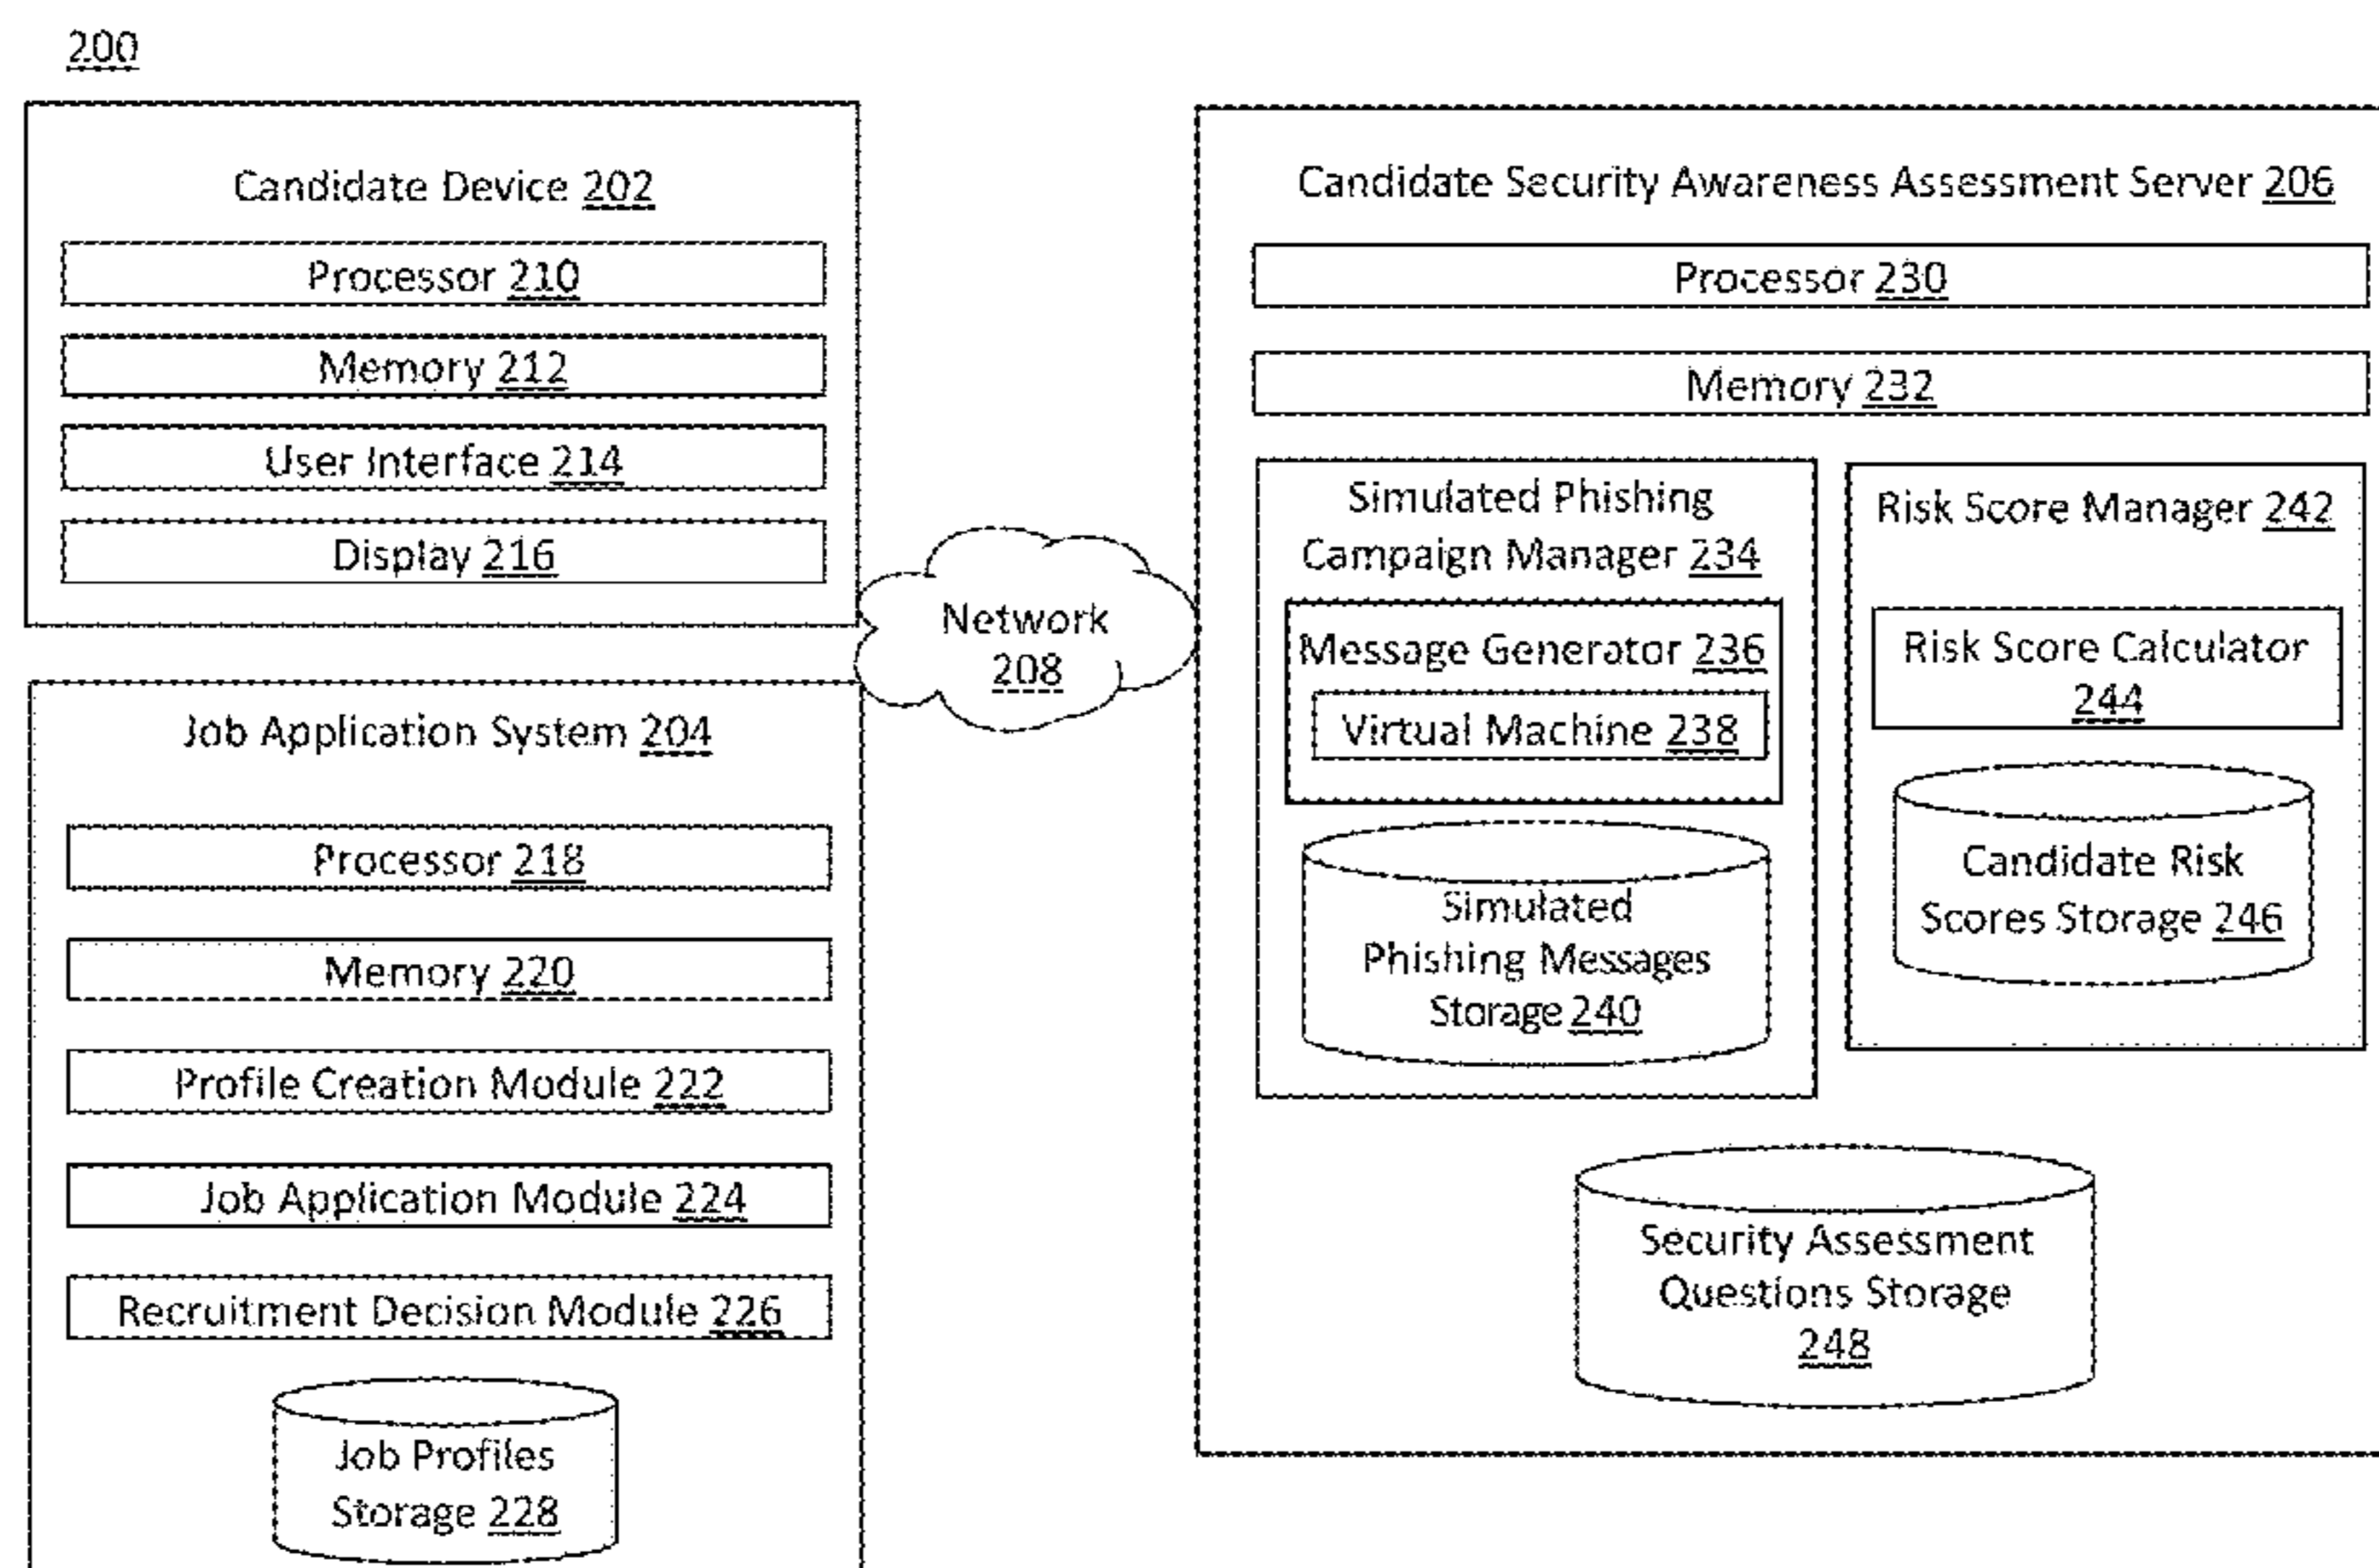 200
Candidate Device 202
Processor 210
Memory 212
User Interface 214
Display 216
Job Application System 204
Processor 218
Memory 220
Profile Creation Module 222
Job Application Module 224
Recruitment Decision Module 226
Job Profiles
Storage 228
Network
208
Candidate Security Awareness Assessment Server 206
Processor 230
Memory 232
Simulated Phishing
Campaign Manager 234
Message Generator 236
Virtual Machine 238
Simulated
Phishing Messages
Storage 240
Risk Score Manager 242
Risk Score Calculator
244
Candidate Risk
Scores Storage 246
Security Assessment
Questions Storage
248